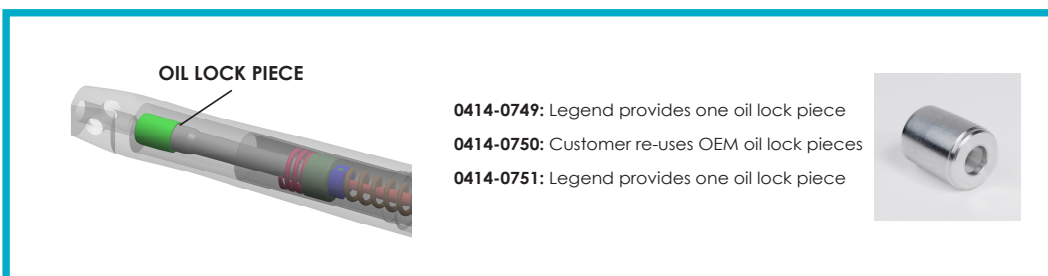 OIL LOCK PIECE
0414-0749: Legend provides one oil lock piece
0414-0750: Customer re-uses OEM oil lock pieces
0414-0751: Legend provides one oil lock piece